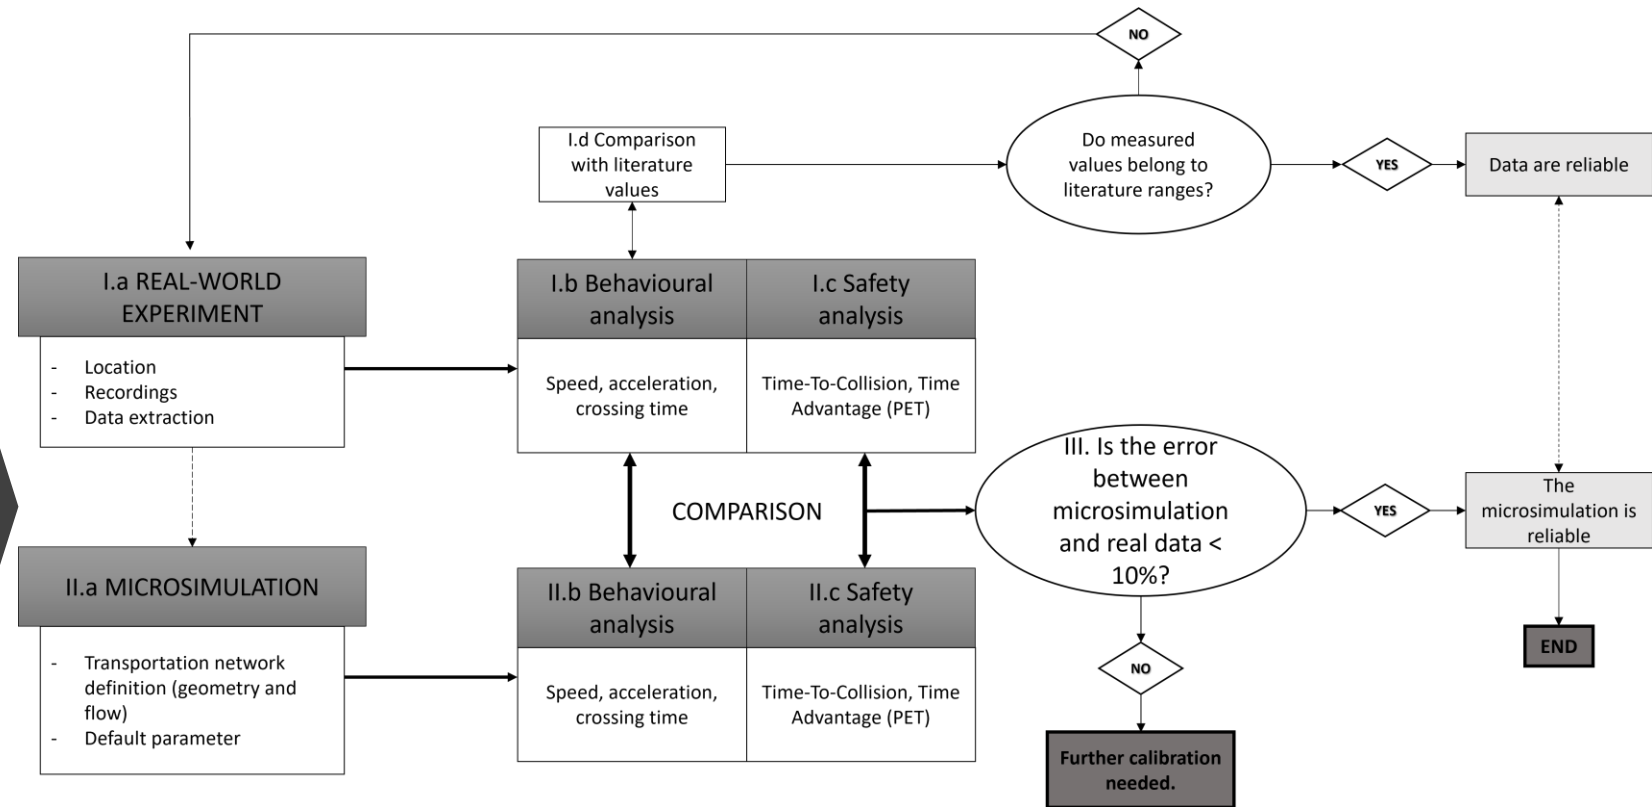 NO
I.d Comparison
with literature
values
Do measured
values belong to
literature ranges?
YES
Data are reliable
I.a REAL-WORLD
EXPERIMENT
- Location
- Recordings
- Data extraction
I.b Behavioural
analysis
Speed, acceleration,
crossing time
I.c Safety
analysis
Time-To-Collision, Time
Advantage (PET)
COMPARISON
III. Is the error
between
microsimulation
and real data <
10%?
YES
The
microsimulation is
reliable
END
NO
Further calibration
needed.
II.a MICROSIMULATION
- Transportation network
definition (geometry and
flow)
- Default parameter
II.b Behavioural
analysis
Speed, acceleration,
crossing time
II.c Safety
analysis
Time-To-Collision, Time
Advantage (PET)